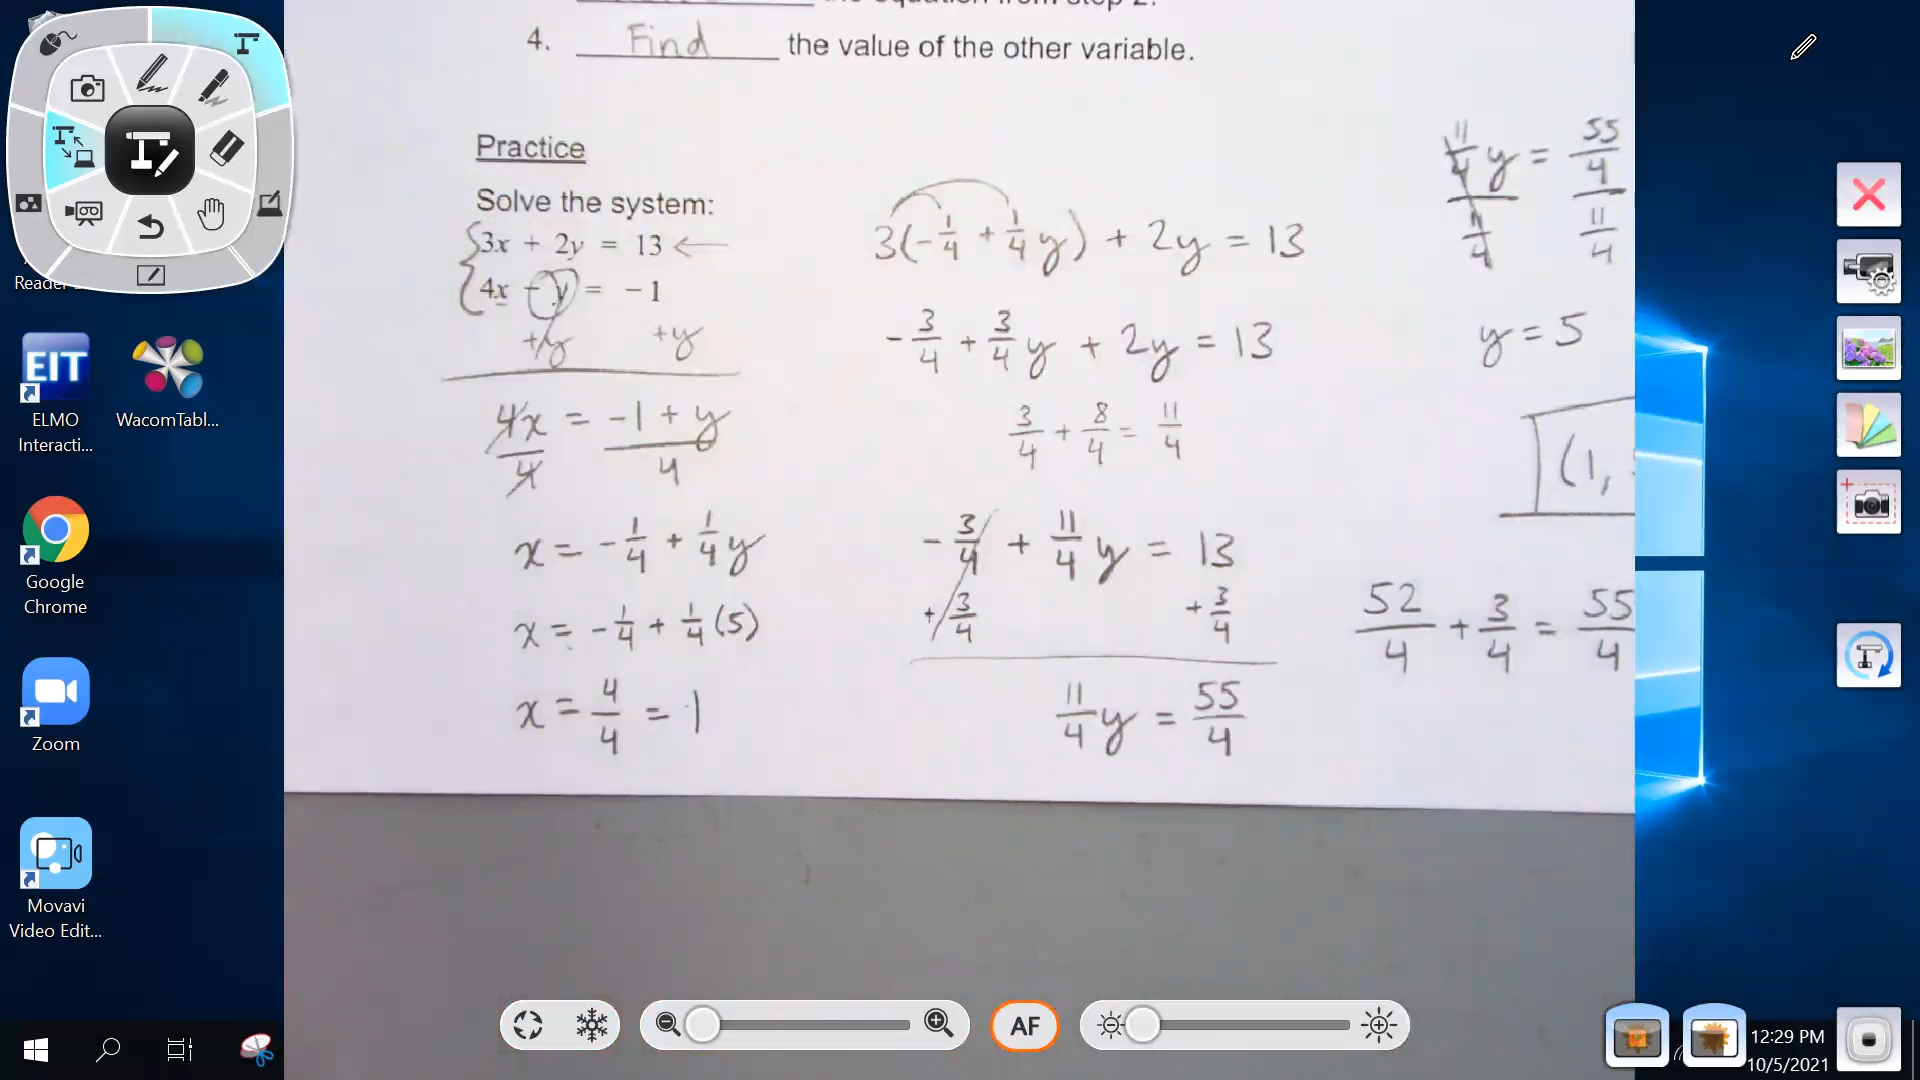 the equation from step 2.
4. Find the value of the other variable.
Practice
Solve the system:
3x + 2y = 13 ←
4x - y = -1
+y +y
4x = -1 + y
4 4
x = -1/4 + 1/4 y
x = -1/4 + 1/4 (5)
x = 4/4 = 1
3(-1/4 + 1/4 y) + 2y = 13
-3/4 + 3/4 y + 2y = 13
3/4 + 8/4 = 11/4
-3/4 + 11/4 y = 13
+3/4 +3/4
11/4 y = 55/4
11/4 y = 55/4
11/4 11/4
y = 5
(1,
52/4 + 3/4 = 55/4
Reader
EIT
ELMO
Interacti...
WacomTabl...
Google
Chrome
Zoom
Movavi
Video Edit...
AF
12:29 PM
10/5/2021